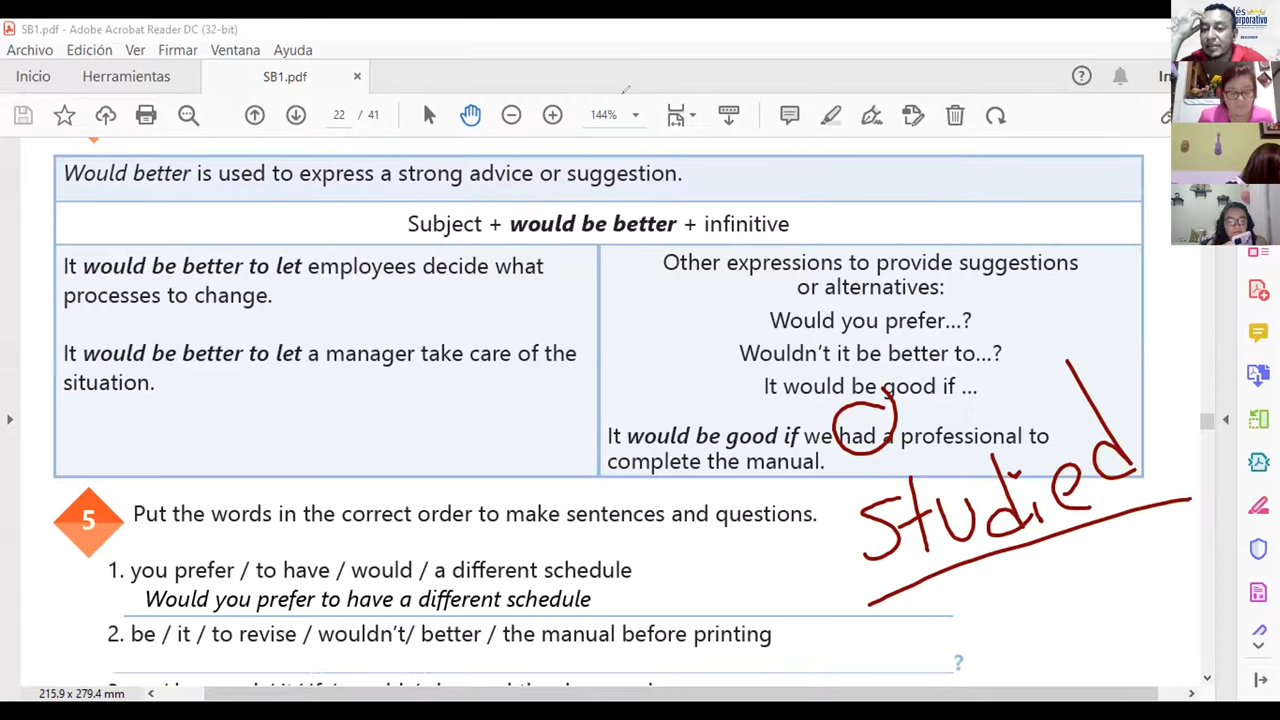 SB1.pdf - Adobe Acrobat Reader DC (32-bit)
Archivo Edición Ver Firmar Ventana Ayuda
Inicio Herramientas SB1.pdf ×
22 / 41 144%
Would better is used to express a strong advice or suggestion.
Subject + would be better + infinitive
It would be better to let employees decide what
processes to change.
It would be better to let a manager take care of the
situation.
Other expressions to provide suggestions
or alternatives:
Would you prefer...?
Wouldn't it be better to...?
It would be good if ...
It would be good if we had a professional to
complete the manual.
studied
5 Put the words in the correct order to make sentences and questions.
1. you prefer / to have / would / a different schedule
Would you prefer to have a different schedule
2. be / it / to revise / wouldn't/ better / the manual before printing
?
215.9 x 279.4 mm